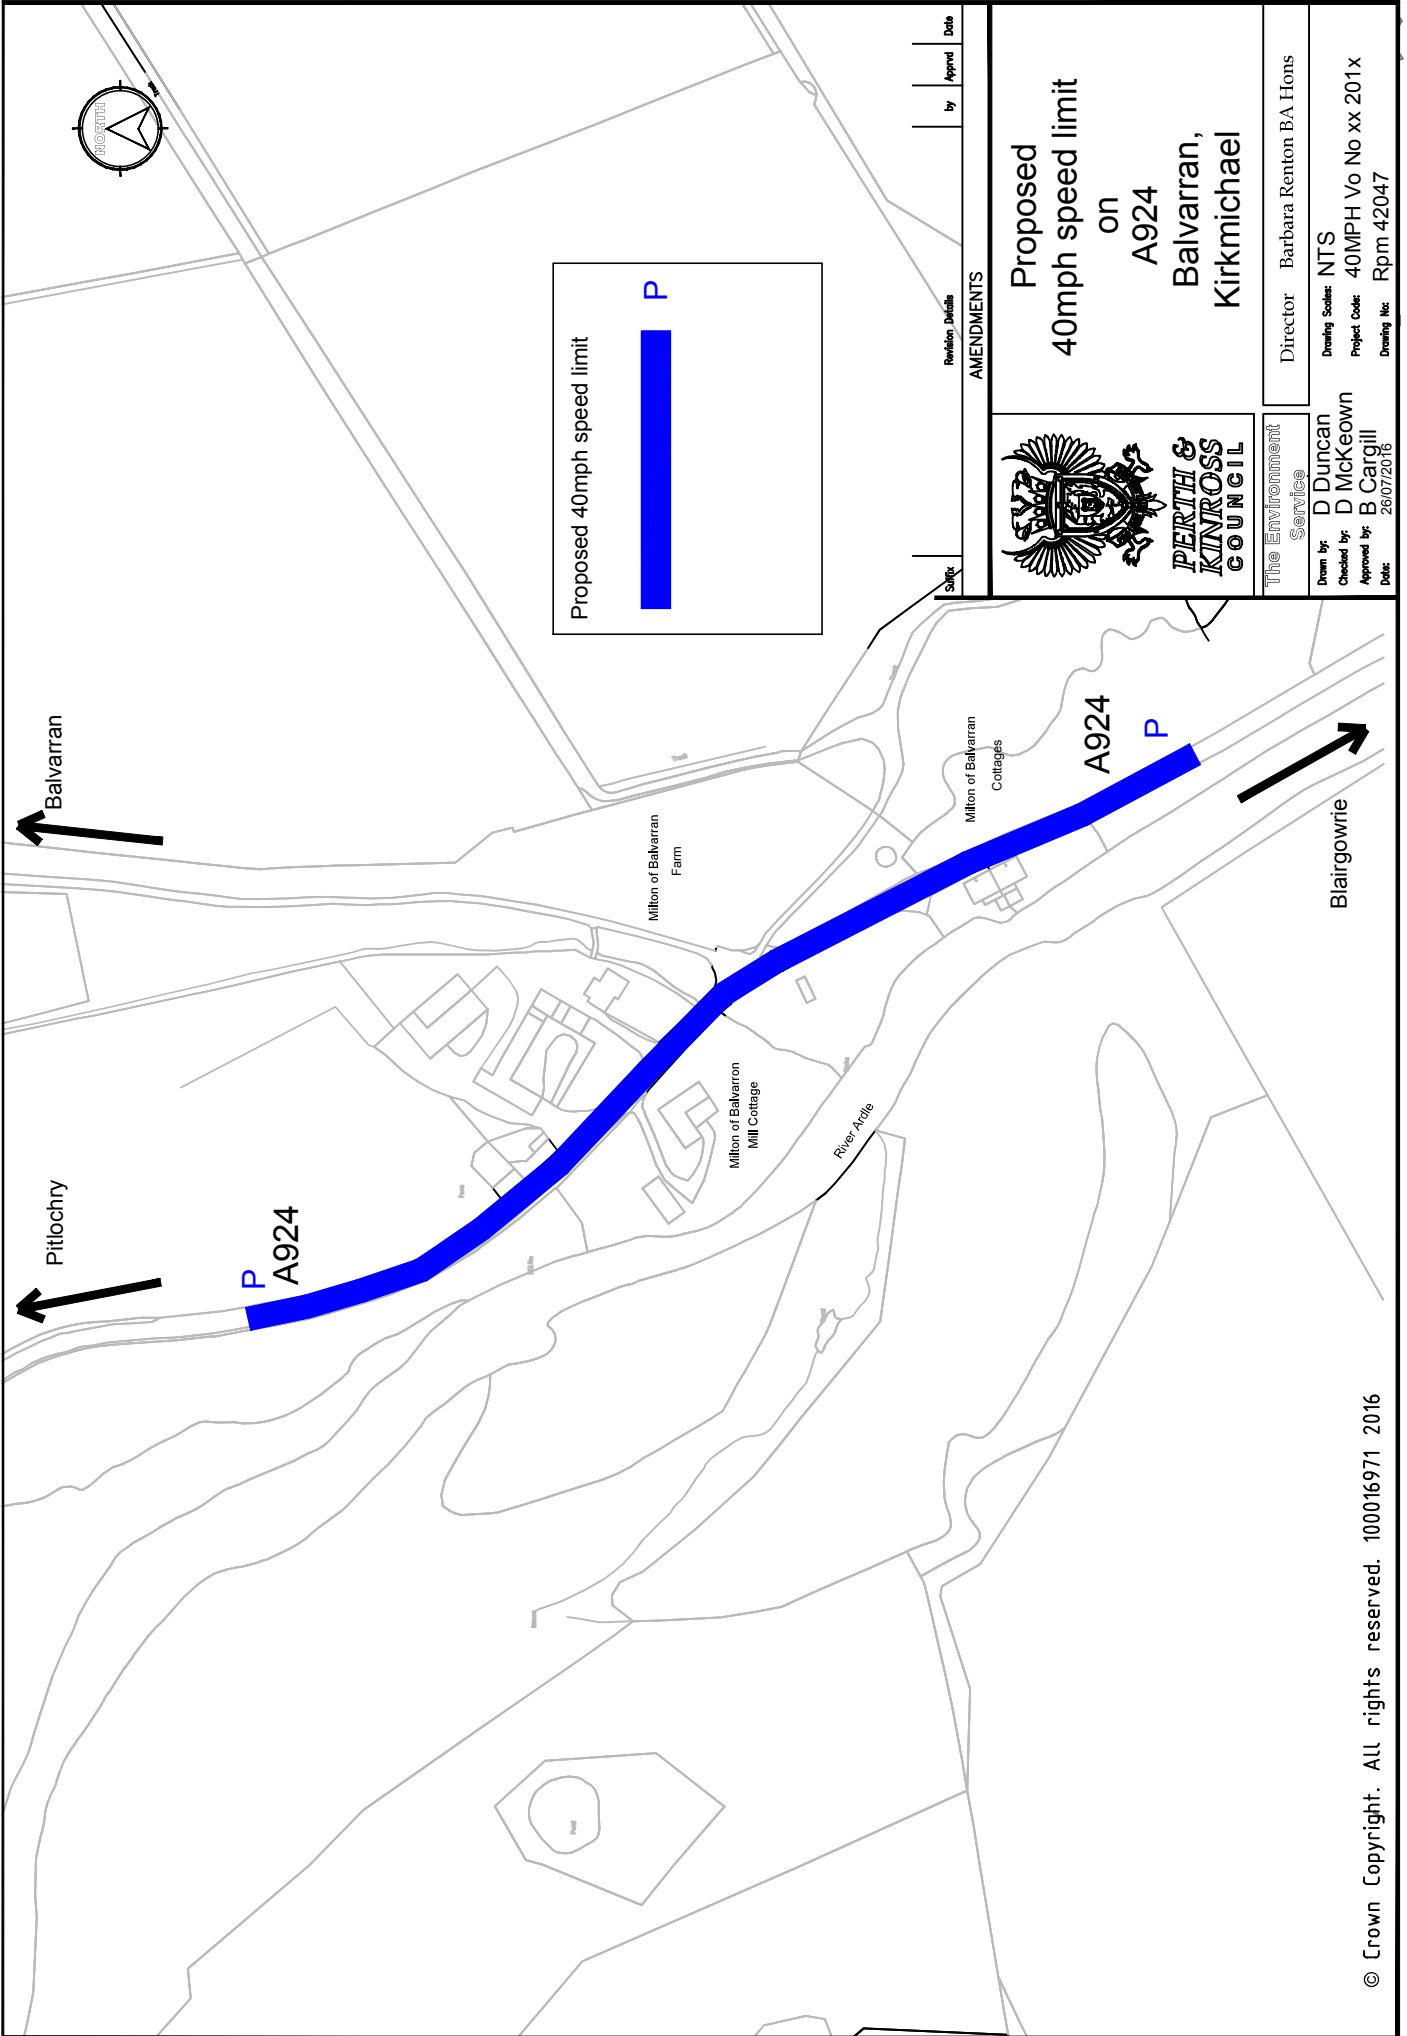 Pitlochry
Balvarran
NORTH
Track
P
A924
Proposed 40mph speed limit
P
Milton of Balvarran
Farm
Track
Milton of Balvarron
Mill Cottage
River Ardle
Track
Milton of Balvarran
Cottages
A924
P
Blairgowrie
Pond
Suffix
Revision Details
by
Apprvd
Date
AMENDMENTS
PERTH &
KINROSS
COUNCIL
Proposed
40mph speed limit
on
A924
Balvarran,
Kirkmichael
The Environment
Service
Director Barbara Renton BA Hons
Drawn by: D Duncan
Checked by: D McKeown
Approved by: B Cargill
Date: 26/07/2016
Drawing Scales: NTS
Project Code: 40MPH Vo No xx 201x
Drawing No: Rpm 42047
© Crown Copyright. All rights reserved. 100016971 2016